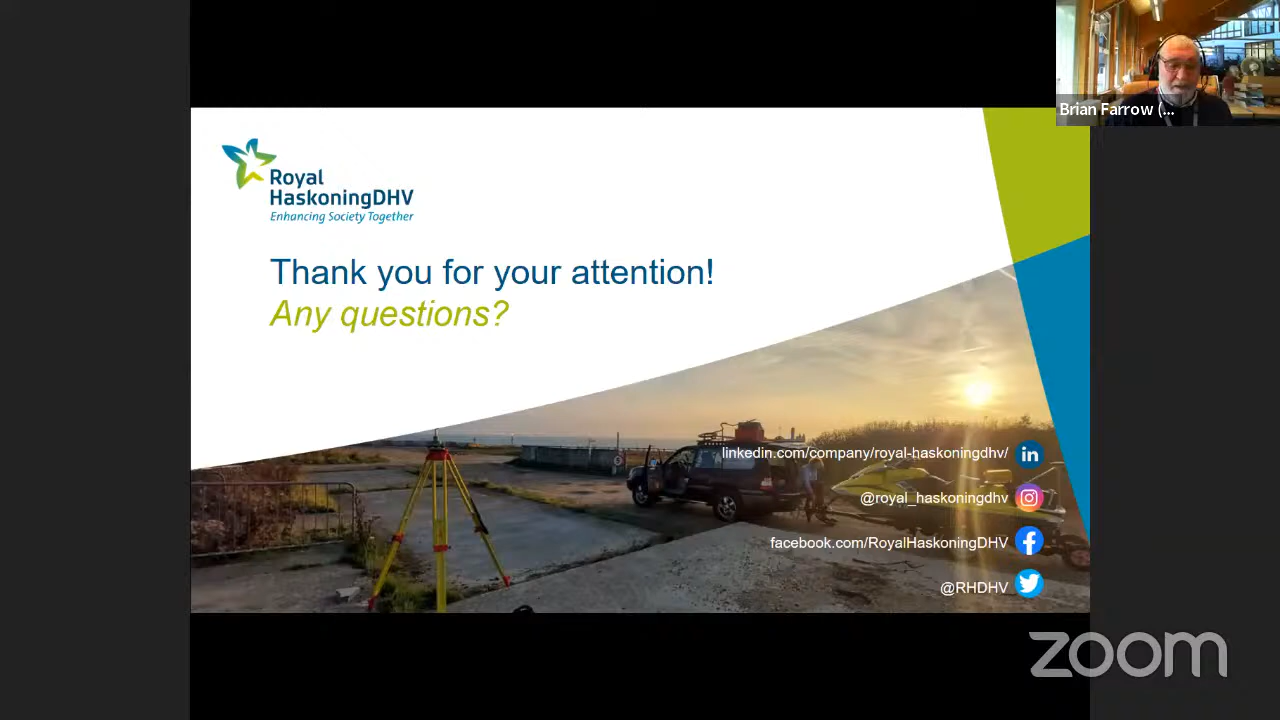 Brian Farrow (...
Royal
HaskoningDHV
Enhancing Society Together
Thank you for your attention!
Any questions?
linkedin.com/company/royal-haskoningdhv/
in
@royal_haskoningdhv
facebook.com/RoyalHaskoningDHV
@RHDHV
zoom